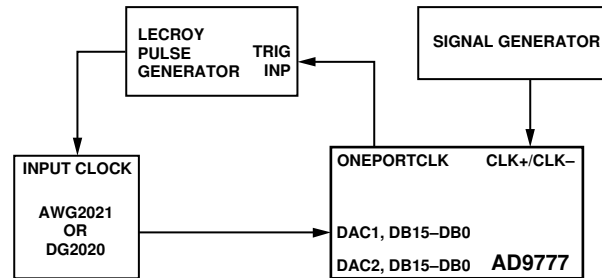 LECROY
PULSE
GENERATOR
TRIG
INP
SIGNAL GENERATOR
INPUT CLOCK
AWG2021
OR
DG2020
ONEPORTCLK
CLK+/CLK–
DAC1, DB15–DB0
DAC2, DB15–DB0
AD9777